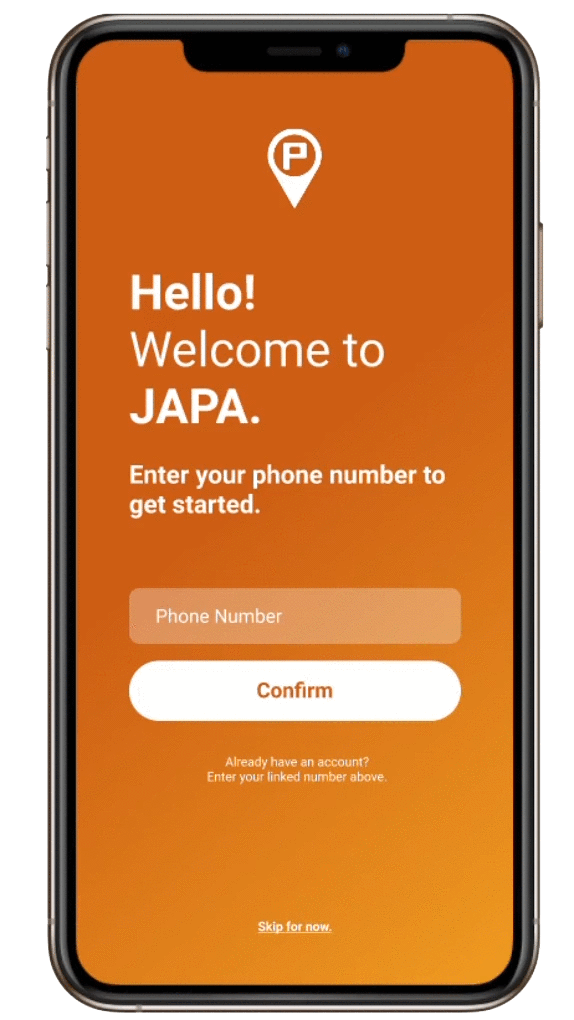 P
Hello!
Welcome to
JAPA.
Enter your phone number to
get started.
Phone Number
Confirm
Already have an account?
Enter your linked number above.
Skip for now.